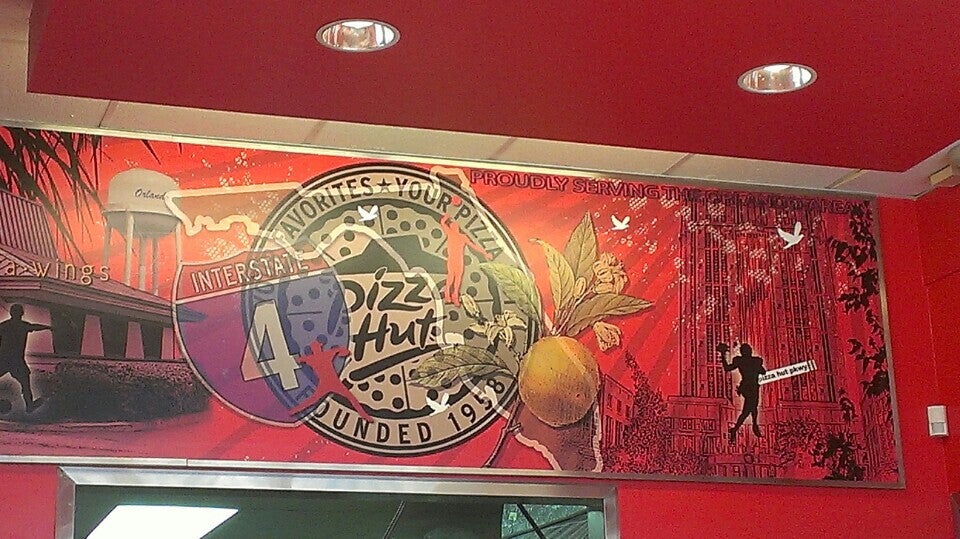 Orland
a-wings
INTERSTATE
4
FAVORITES★YOUR PIZZA
Pizza
Hut
FOUNDED 1958
PROUDLY SERVING THE ORLANDO AREA
pizza hut pkwy